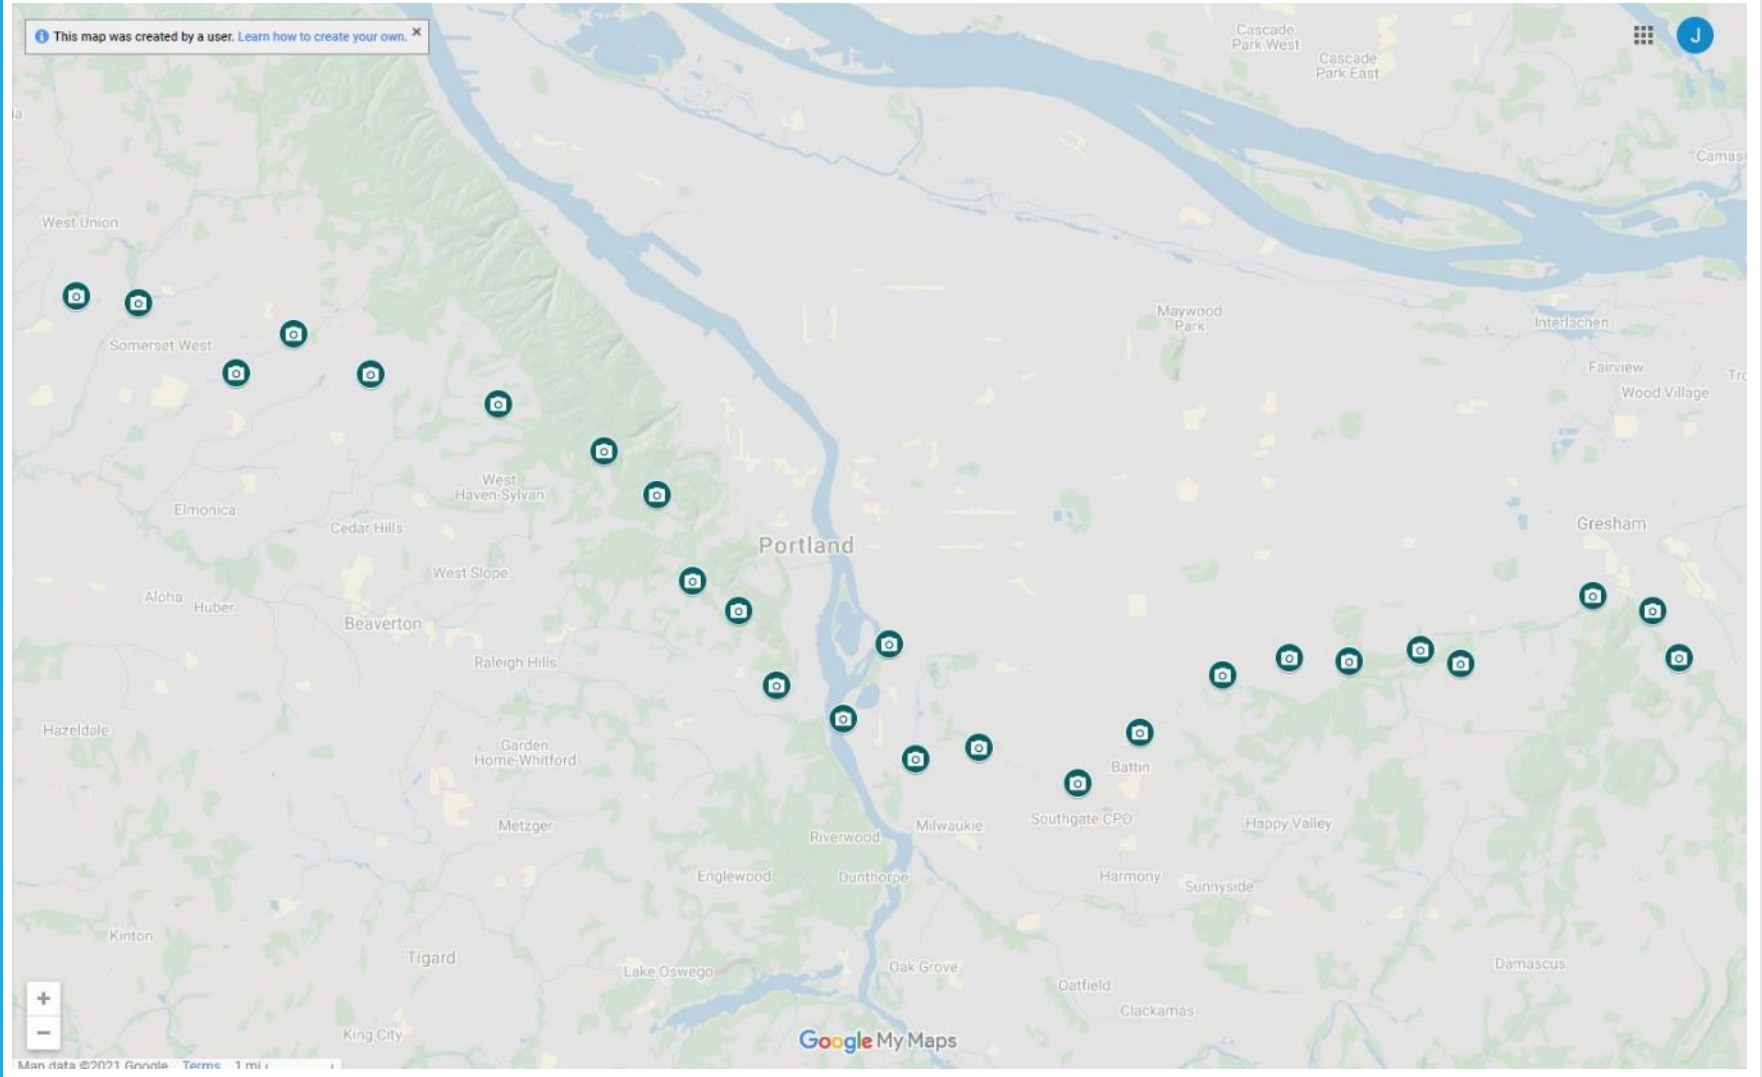 This map was created by a user. Learn how to create your own.
J
Cascade
Park West
Cascade
Park East
ia
Camas
West Union
Maywood
Park
Interlachen
Somerset West
Fairview
Wood Village
Tro
West
Haven-Sylvan
Elmonica
Cedar Hills
Gresham
Portland
West Slope
Aloha
Huber
Beaverton
Raleigh Hills
Hazeldale
Garden
Home-Whitford
Battin
Metzger
Riverwood
Milwaukie
Southgate CPO
Happy Valley
Englewood
Dunthorpe
Harmony
Sunnyside
Kinton
Tigard
Lake Oswego
Oak Grove
Damascus
Oatfield
Clackamas
King City
Google My Maps
Map data ©2021 Google Terms 1 mi